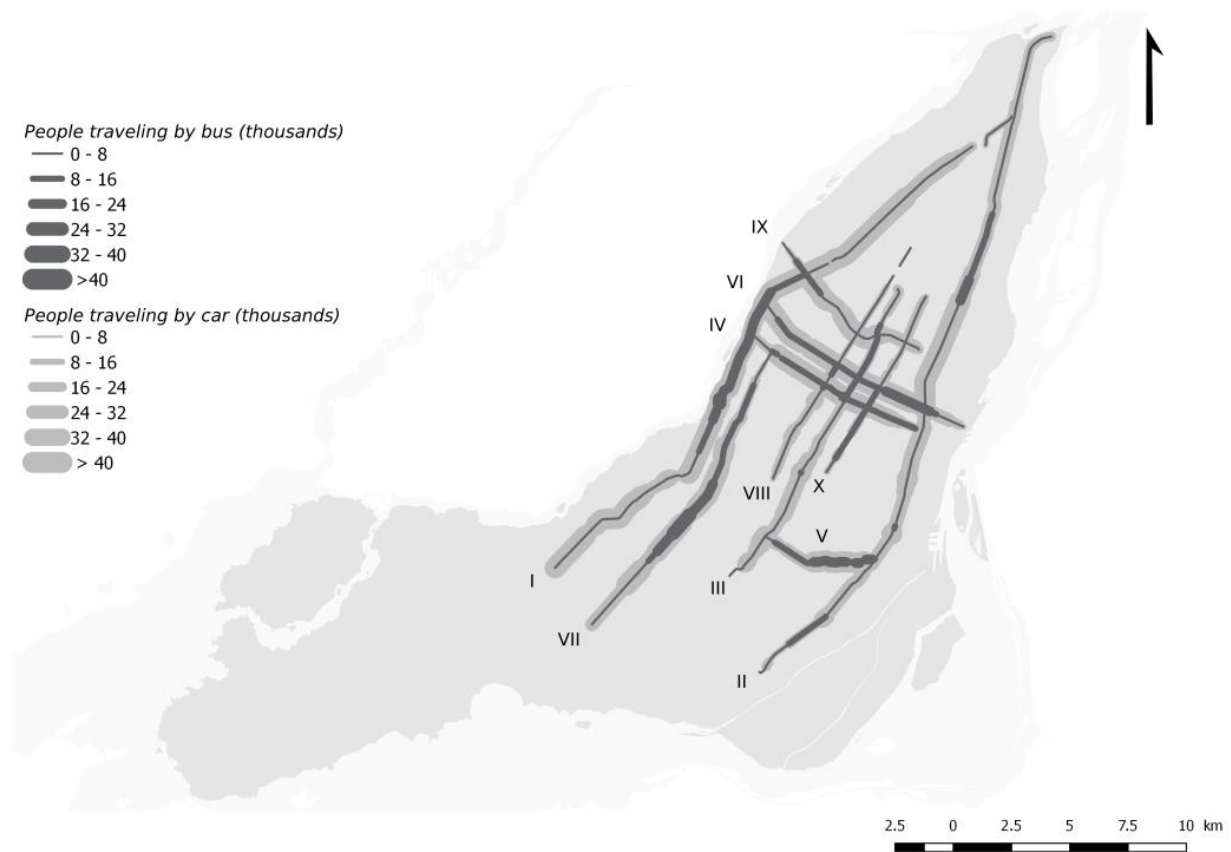 People traveling by bus (thousands)
0 - 8
8 - 16
16 - 24
24 - 32
32 - 40
>40
People traveling by car (thousands)
0 - 8
8 - 16
16 - 24
24 - 32
32 - 40
> 40
IX
VI
IV
VIII
X
V
I
III
VII
II
2.5 0 2.5 5 7.5 10 km